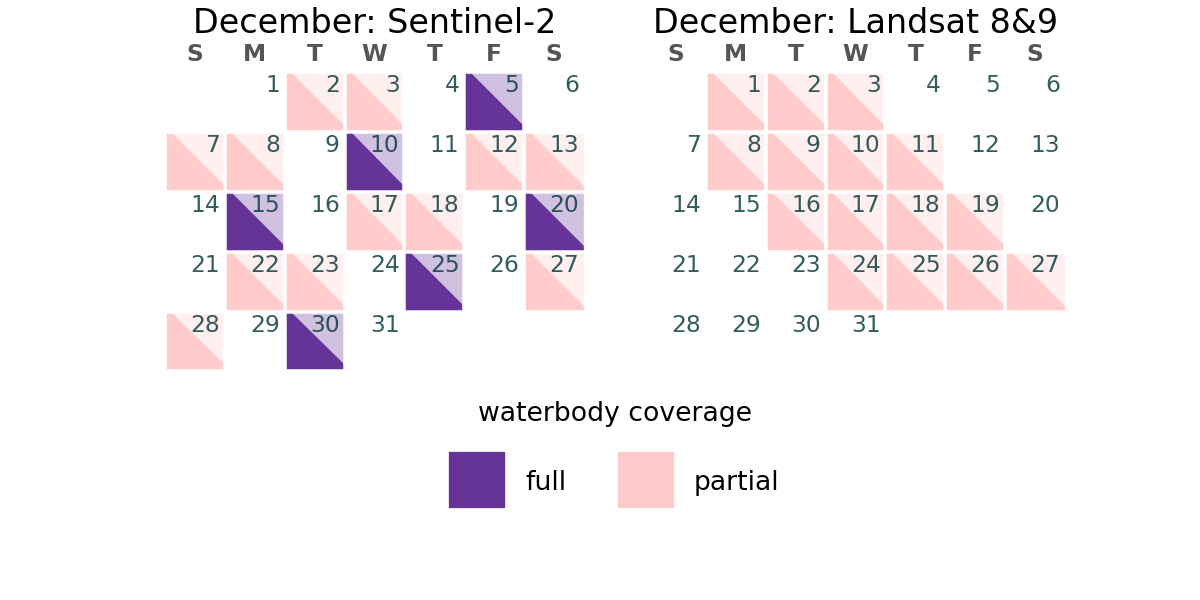 December: Sentinel-2
S M T W T F S
1 2 3 4 5 6
7 8 9 10 11 12 13
14 15 16 17 18 19 20
21 22 23 24 25 26 27
28 29 30 31
December: Landsat 8&9
S M T W T F S
1 2 3 4 5 6
7 8 9 10 11 12 13
14 15 16 17 18 19 20
21 22 23 24 25 26 27
28 29 30 31
waterbody coverage
full partial